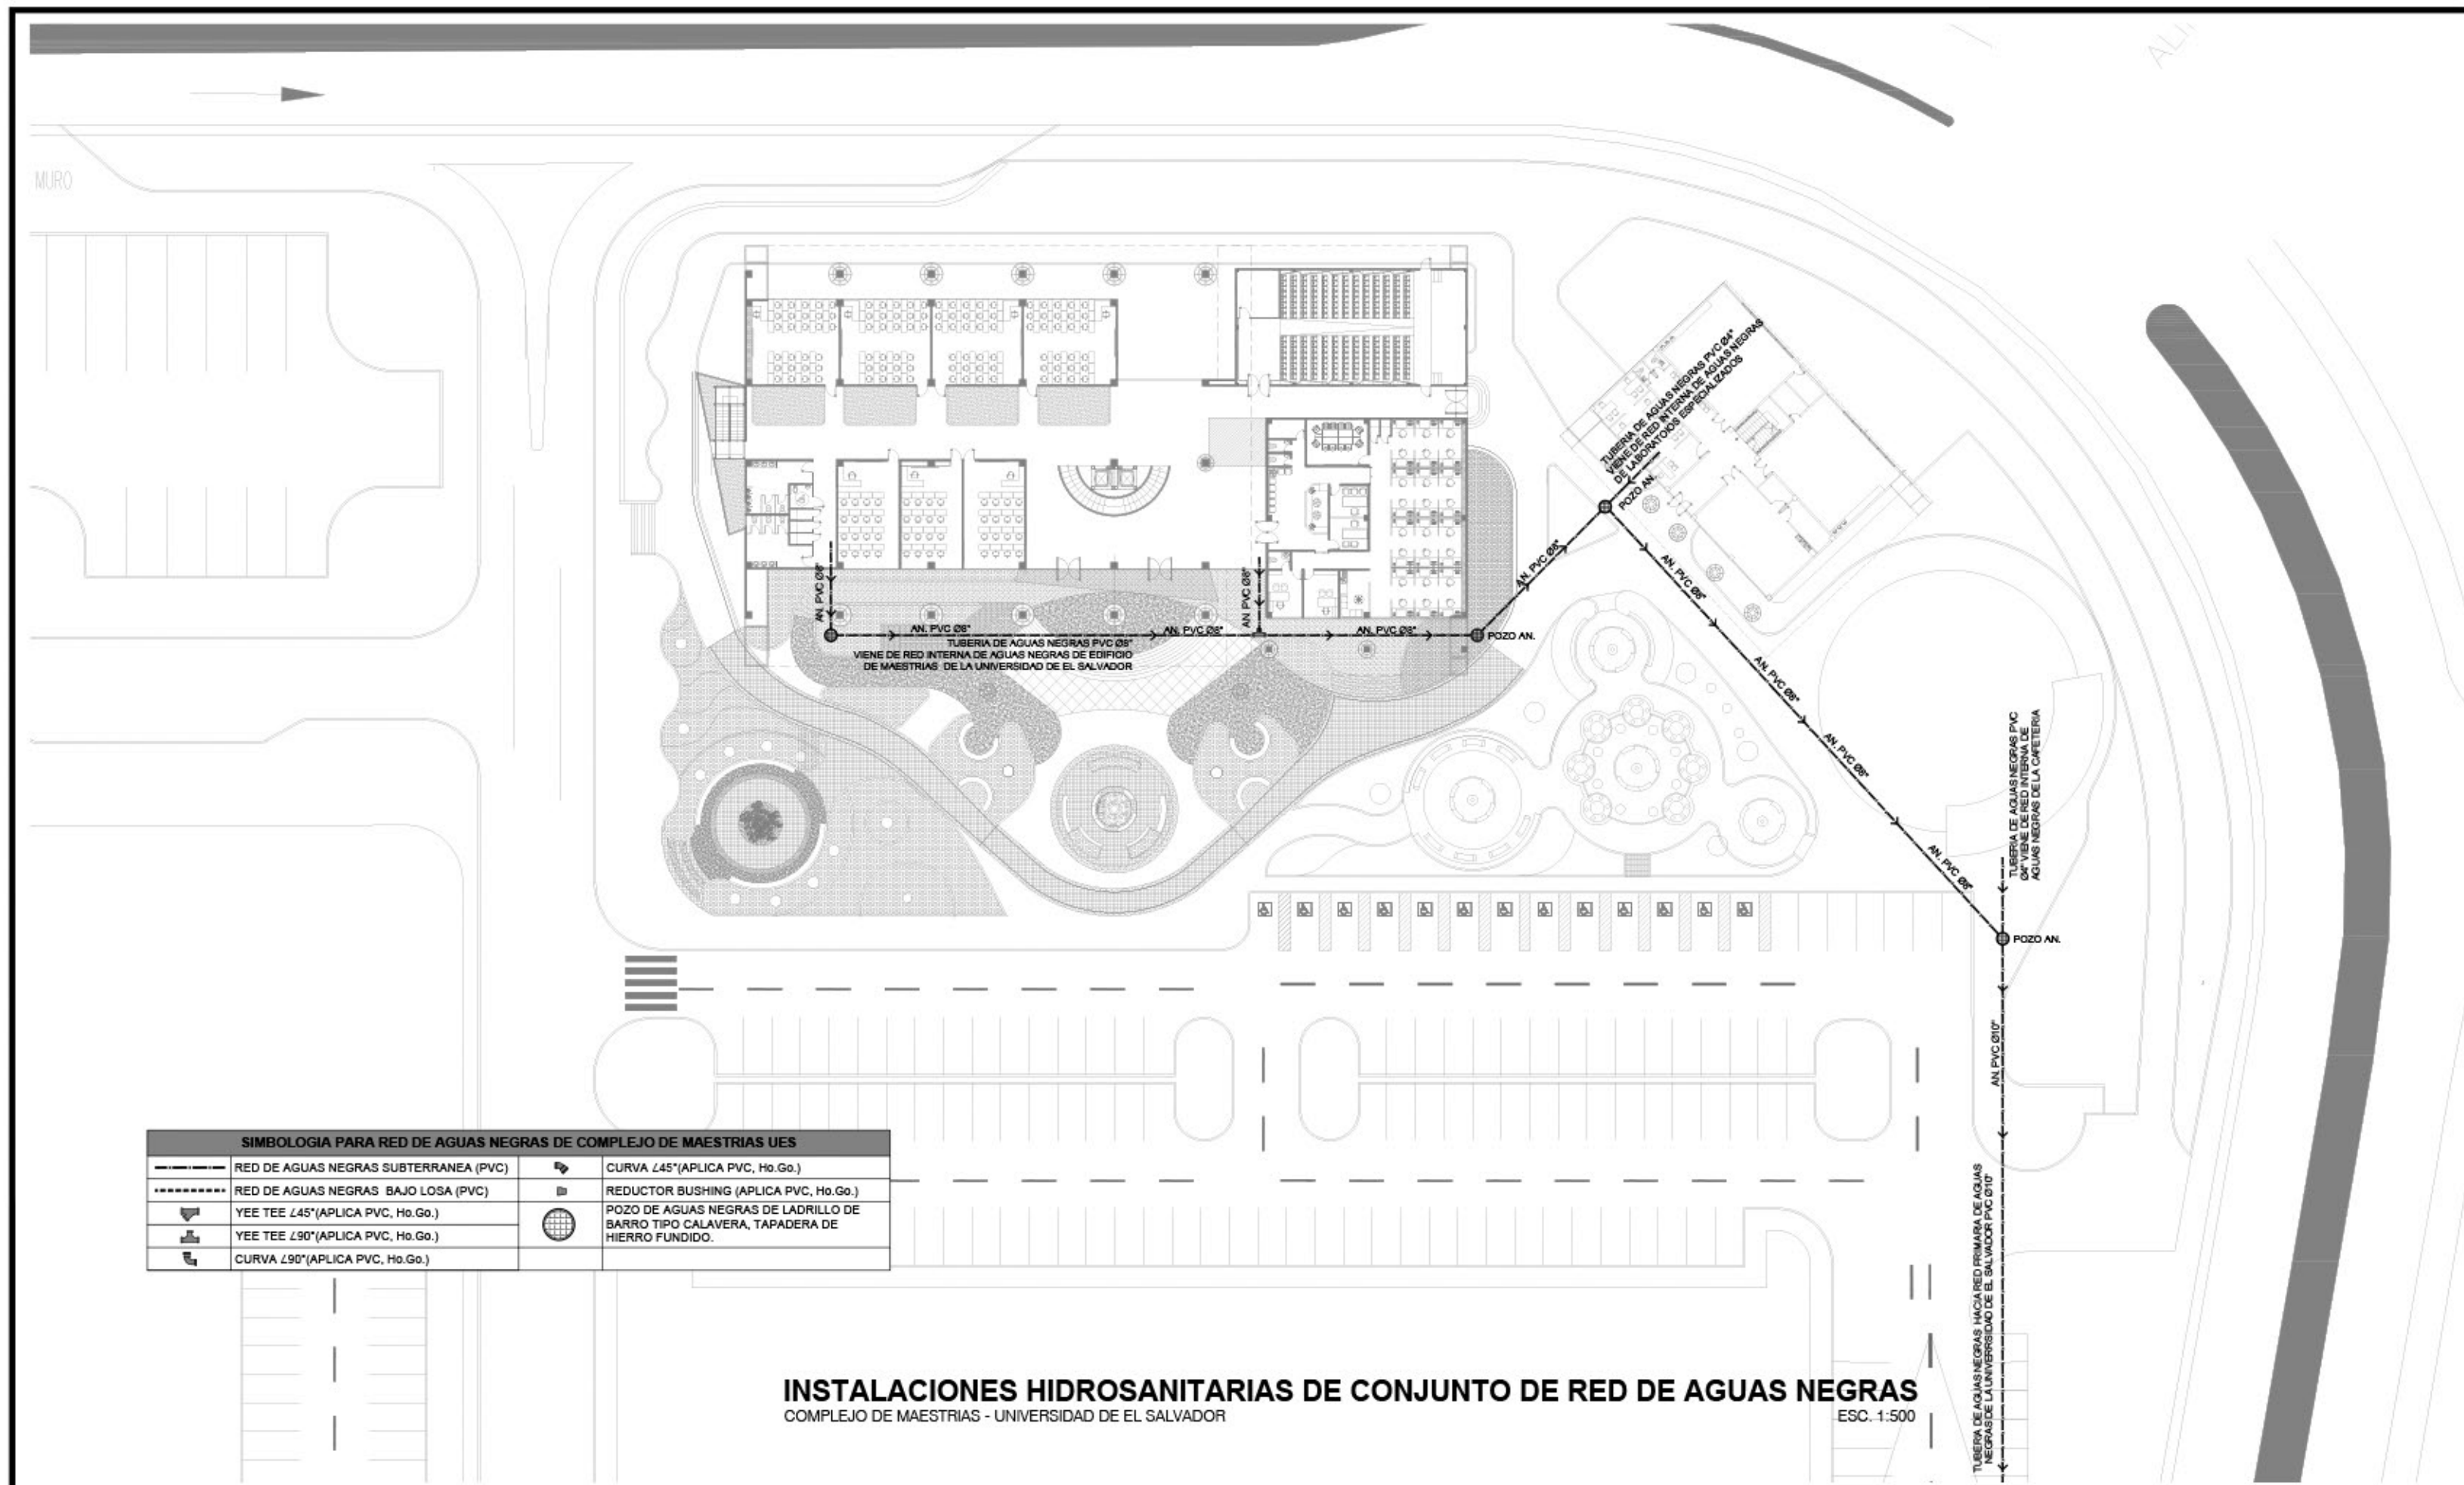 MURO
TUBERIA DE AGUAS NEGRAS PVC Ø4"
VIENE DE RED INTERNA DE AGUAS NEGRAS
DE LABORATOIOS ESPECIALIZADOS
POZO AN.
AN. PVC Ø8"
AN. PVC Ø8"
AN. PVC Ø8"
AN. PVC Ø8"
AN. PVC Ø8"
AN. PVC Ø6"
AN. PVC Ø6"
AN. PVC Ø6"
AN. PVC Ø8"
AN. PVC Ø8"
POZO AN.
TUBERIA DE AGUAS NEGRAS PVC Ø8"
VIENE DE RED INTERNA DE AGUAS NEGRAS DE EDIFICIO
DE MAESTRIAS DE LA UNIVERSIDAD DE EL SALVADOR
TUBERIA DE AGUAS NEGRAS PVC
Ø4" VIENE DE RED INTERNA DE
AGUAS NEGRAS DE LA CAFETERIA
POZO AN.
AN. PVC Ø10"
TUBERIA DE AGUAS NEGRAS HACIA RED PRIMARIA DE AGUAS
NEGRAS DE LA UNIVERRSIDAD DE EL SALVADOR PVC Ø10"
SIMBOLOGIA PARA RED DE AGUAS NEGRAS DE COMPLEJO DE MAESTRIAS UES
RED DE AGUAS NEGRAS SUBTERRANEA (PVC)
CURVA ∠45°(APLICA PVC, Ho.Go.)
RED DE AGUAS NEGRAS BAJO LOSA (PVC)
REDUCTOR BUSHING (APLICA PVC, Ho.Go.)
YEE TEE ∠45°(APLICA PVC, Ho.Go.)
POZO DE AGUAS NEGRAS DE LADRILLO DE
BARRO TIPO CALAVERA, TAPADERA DE
HIERRO FUNDIDO.
YEE TEE ∠90°(APLICA PVC, Ho.Go.)
CURVA ∠90°(APLICA PVC, Ho.Go.)
INSTALACIONES HIDROSANITARIAS DE CONJUNTO DE RED DE AGUAS NEGRAS
COMPLEJO DE MAESTRIAS - UNIVERSIDAD DE EL SALVADOR
ESC. 1:500